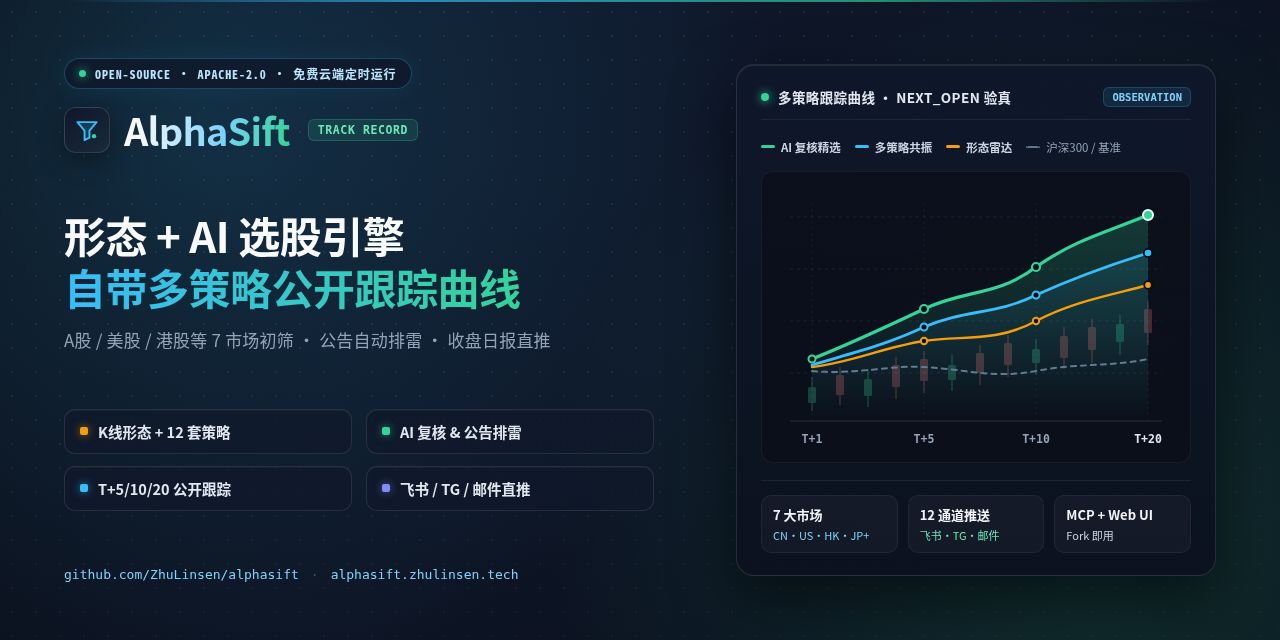 OPEN-SOURCE • APACHE-2.0 • 免费云端定时运行
AlphaSift TRACK RECORD
形态 + AI 选股引擎
自带多策略公开跟踪曲线
A股 / 美股 / 港股等 7 市场初筛 · 公告自动排雷 · 收盘日报直推
K线形态 + 12 套策略
AI 复核 & 公告排雷
T+5/10/20 公开跟踪
飞书 / TG / 邮件直推
github.com/ZhuLinsen/alphasift · alphasift.zhulinsen.tech
多策略跟踪曲线 · NEXT_OPEN 验真
OBSERVATION
AI 复核精选 多策略共振 形态雷达 沪深300 / 基准
T+1 T+5 T+10 T+20
7 大市场
CN · US · HK · JP+
12 通道推送
飞书 · TG · 邮件
MCP + Web UI
Fork 即用